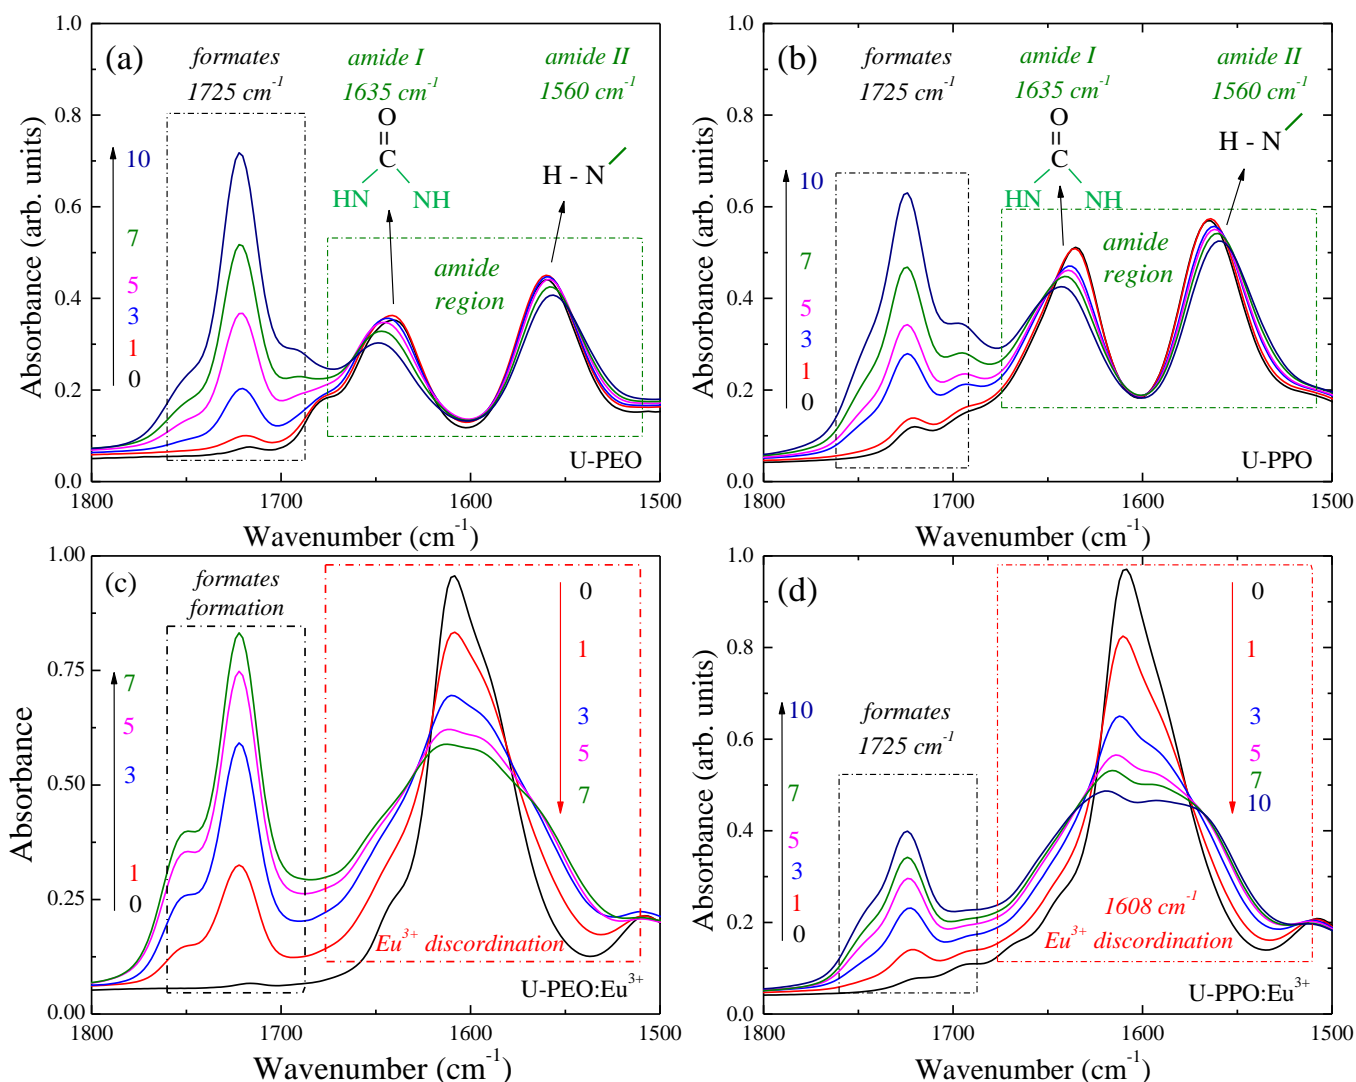 (a)
formates
1725 cm⁻¹
amide I
1635 cm⁻¹
amide II
1560 cm⁻¹
O
C
HN
NH
H - N
amide
region
10
7
5
3
1
0
U-PEO
Absorbance (arb. units)
1.0
0.8
0.6
0.4
0.2
0.0
1800
1700
1600
1500
Wavenumber (cm⁻¹)
(b)
formates
1725 cm⁻¹
amide I
1635 cm⁻¹
amide II
1560 cm⁻¹
O
C
HN
NH
H - N
amide
region
10
7
5
3
1
0
U-PPO
Absorbance (arb. units)
1.0
0.8
0.6
0.4
0.2
0.0
1800
1700
1600
1500
Wavenumber (cm⁻¹)
(c)
formates
formation
7
5
3
1
0
0
1
3
5
7
Eu³⁺ discordination
U-PEO:Eu³⁺
Absorbance
1.00
0.75
0.50
0.25
0.00
1800
1700
1600
1500
Wavenumber (cm⁻¹)
(d)
formates
1725 cm⁻¹
10
7
5
3
1
0
0
1
3
5
7
10
1608 cm⁻¹
Eu³⁺ discordination
U-PPO:Eu³⁺
Absorbance (arb. units)
1.0
0.8
0.6
0.4
0.2
0.0
1800
1700
1600
1500
Wavenumber (cm⁻¹)